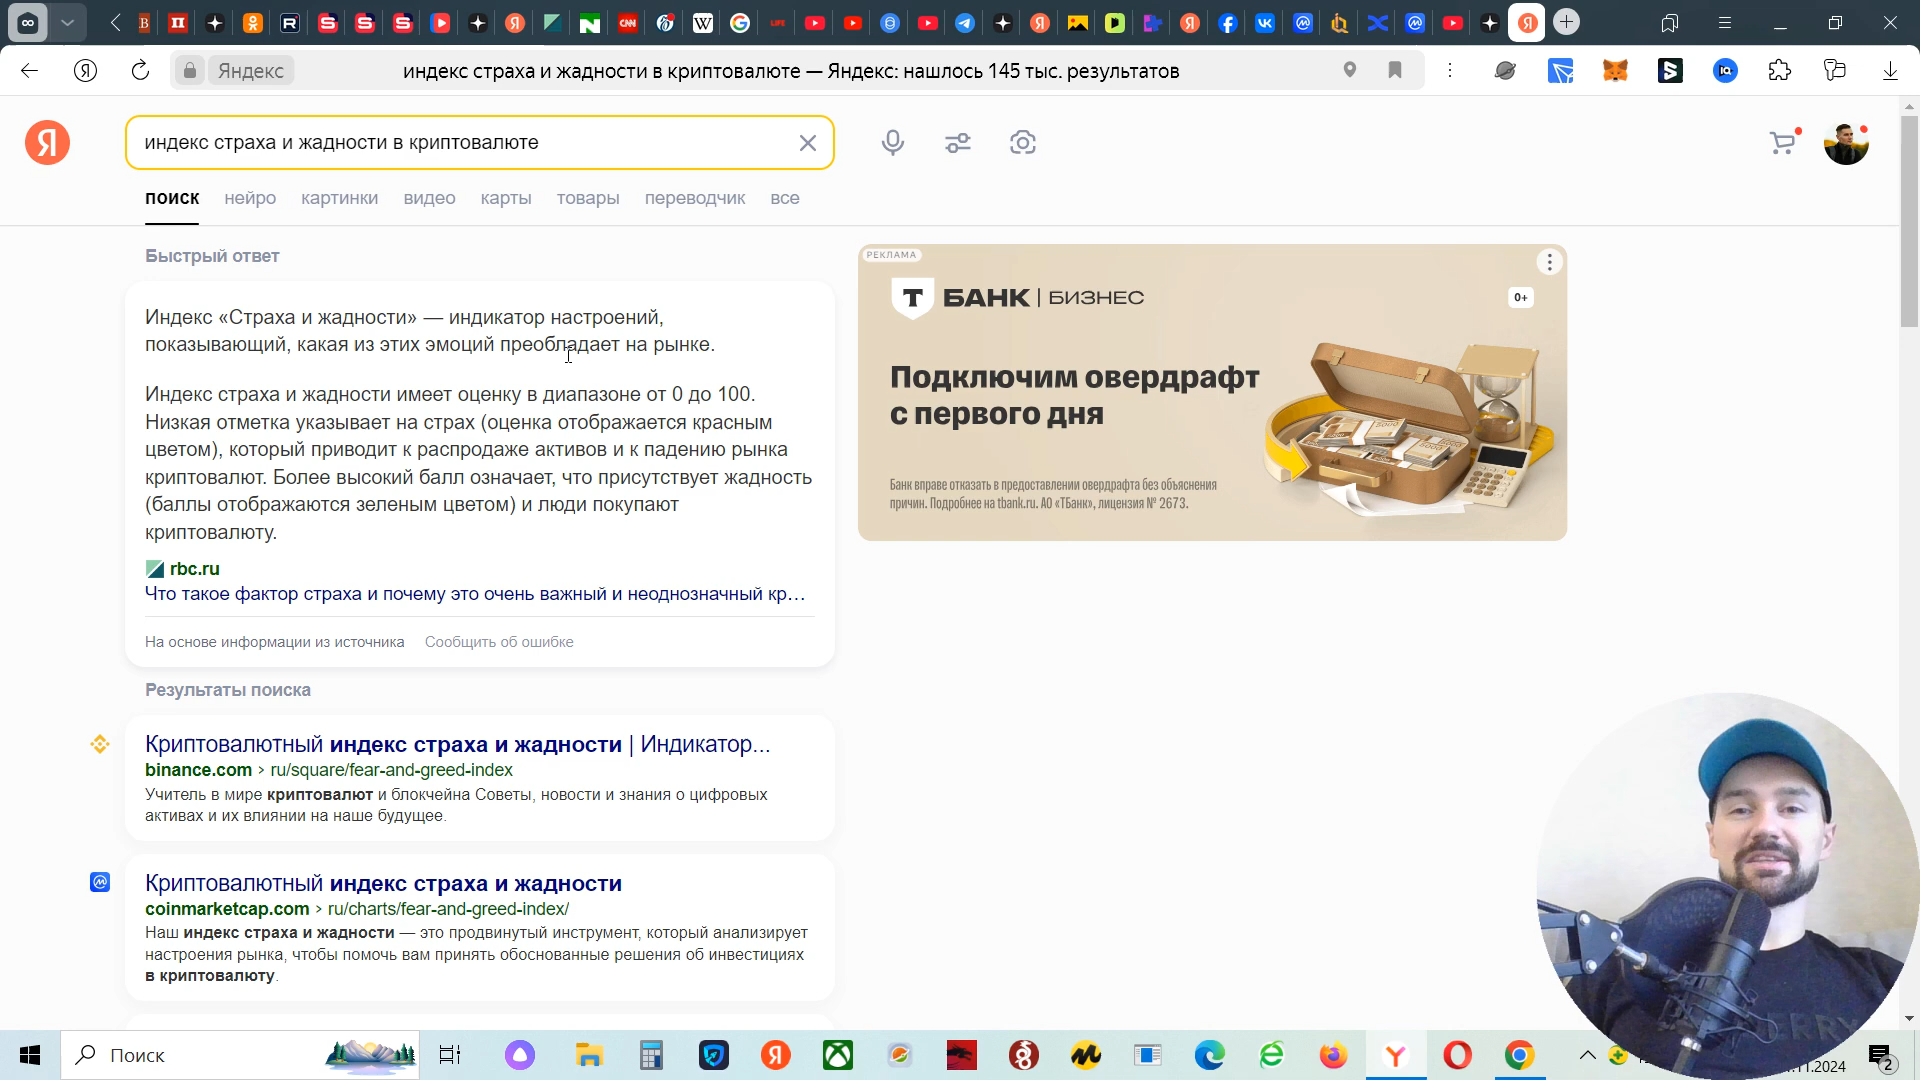 Яндекс
индекс страха и жадности в криптовалюте — Яндекс: нашлось 145 тыс. результатов
Я
индекс страха и жадности в криптовалюте
поиск нейро картинки видео карты товары переводчик все
Быстрый ответ
Индекс «Страха и жадности» — индикатор настроений,
показывающий, какая из этих эмоций преобладает на рынке.
Индекс страха и жадности имеет оценку в диапазоне от 0 до 100.
Низкая отметка указывает на страх (оценка отображается красным
цветом), который приводит к распродаже активов и к падению рынка
криптовалют. Более высокий балл означает, что присутствует жадность
(баллы отображаются зеленым цветом) и люди покупают
криптовалюту.
rbc.ru
Что такое фактор страха и почему это очень важный и неоднозначный кр...
На основе информации из источника Сообщить об ошибке
РЕКЛАМА
Т БАНК | БИЗНЕС
0+
Подключим овердрафт
с первого дня
Банк вправе отказать в предоставлении овердрафта без объяснения
причин. Подробнее на tbank.ru. АО «ТБанк», лицензия № 2673.
Результаты поиска
Криптовалютный индекс страха и жадности | Индикатор...
binance.com › ru/square/fear-and-greed-index
Учитель в мире криптовалют и блокчейна Советы, новости и знания о цифровых
активах и их влиянии на наше будущее.
Криптовалютный индекс страха и жадности
coinmarketcap.com › ru/charts/fear-and-greed-index/
Наш индекс страха и жадности — это продвинутый инструмент, который анализирует
настроения рынка, чтобы помочь вам принять обоснованные решения об инвестициях
в криптовалюту.
Поиск
.11.2024
2